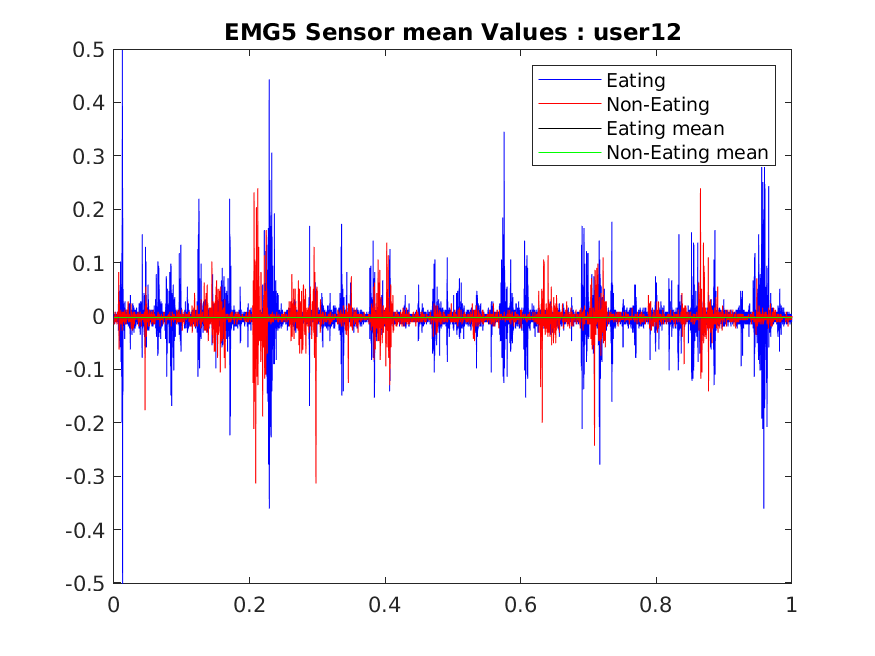 EMG5 Sensor mean Values : user12
0.5
0.4
0.3
0.2
0.1
0
-0.1
-0.2
-0.3
-0.4
-0.5
Eating
Non-Eating
Eating mean
Non-Eating mean
0 0.2 0.4 0.6 0.8 1